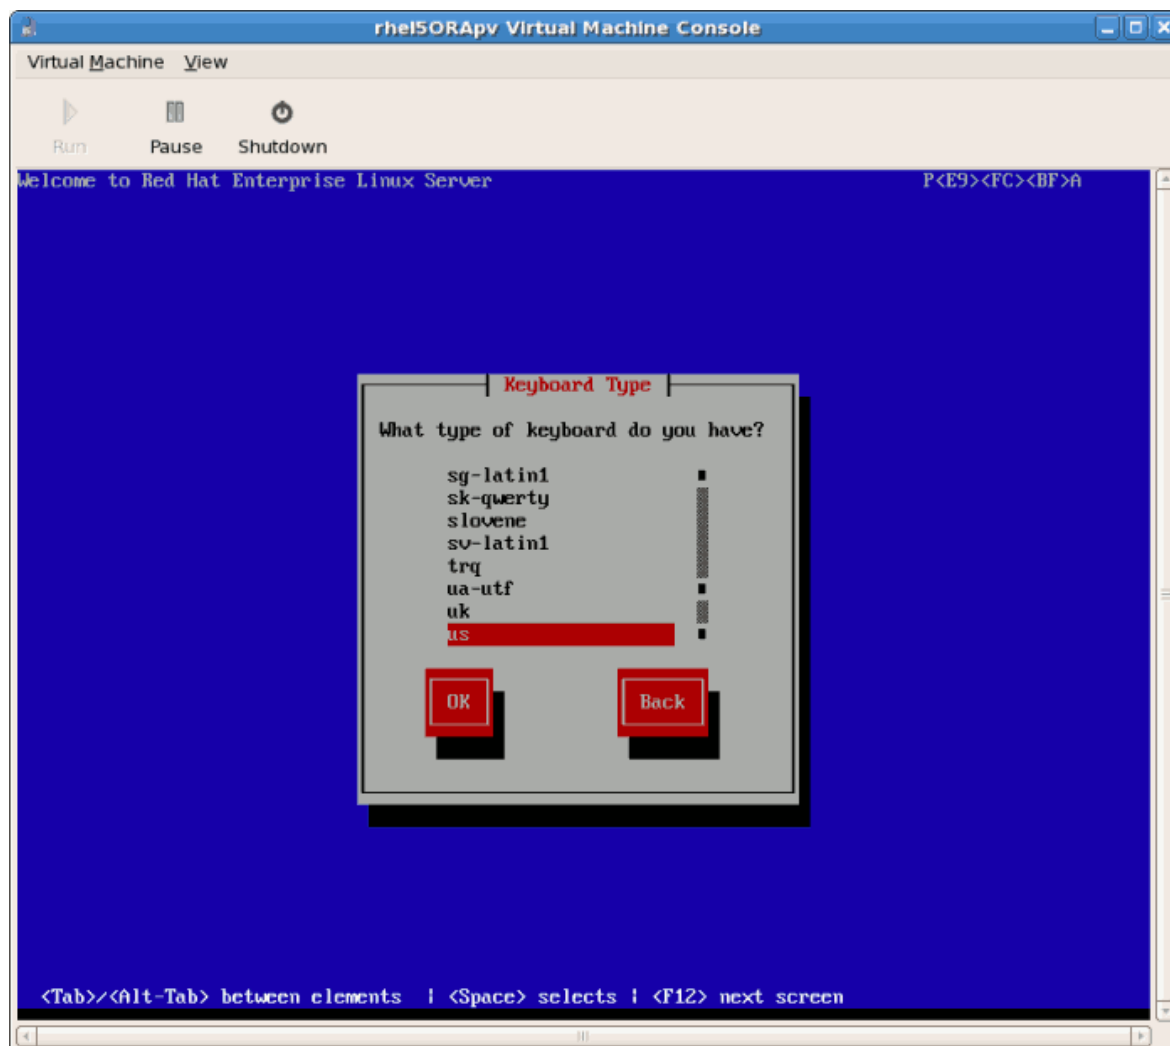 rhel5ORApv Virtual Machine Console
Virtual Machine View
Run Pause Shutdown
Welcome to Red Hat Enterprise Linux Server P<E9><FC><BF>A
Keyboard Type
What type of keyboard do you have?
sg-latin1
sk-qwerty
slovene
sv-latin1
trq
ua-utf
uk
us
OK Back
<Tab>/<Alt-Tab> between elements | <Space> selects | <F12> next screen